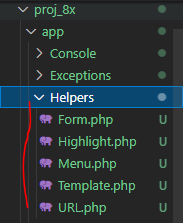 proj_8x
app
Console
Exceptions
Helpers
Form.php U
Highlight.php U
Menu.php U
Template.php U
URL.php U